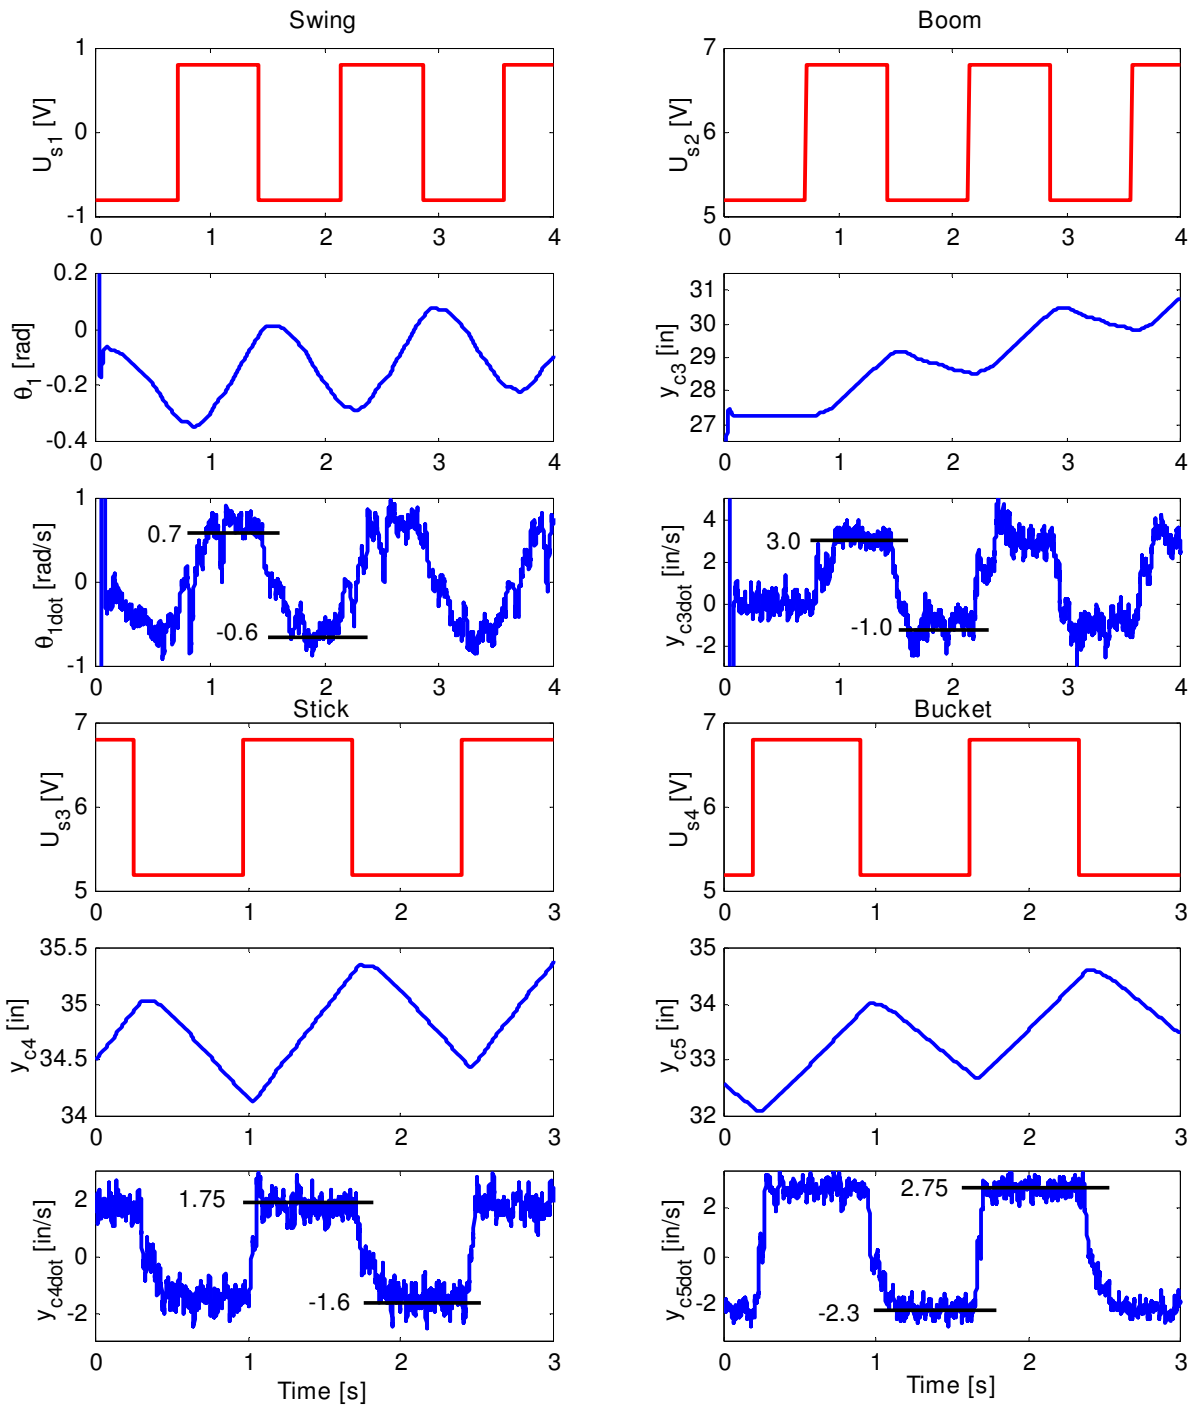 Swing
Boom
U_s1 [V]
1
0
-1
0 1 2 3 4
U_s2 [V]
7
6
5
0 1 2 3 4
θ_1 [rad]
0.2
0
-0.2
-0.4
0 1 2 3 4
y_c3 [in]
31
30
29
28
27
0 1 2 3 4
θ_1dot [rad/s]
1
0
-1
0.7
-0.6
0 1 2 3 4
y_c3dot [in/s]
4
2
0
-2
3.0
-1.0
0 1 2 3 4
Stick
Bucket
U_s3 [V]
7
6
5
0 1 2 3
U_s4 [V]
7
6
5
0 1 2 3
y_c4 [in]
35.5
35
34.5
34
0 1 2 3
y_c5 [in]
35
34
33
32
0 1 2 3
y_c4dot [in/s]
2
0
-2
1.75
-1.6
0 1 2 3
Time [s]
y_c5dot [in/s]
2
0
-2
2.75
-2.3
0 1 2 3
Time [s]